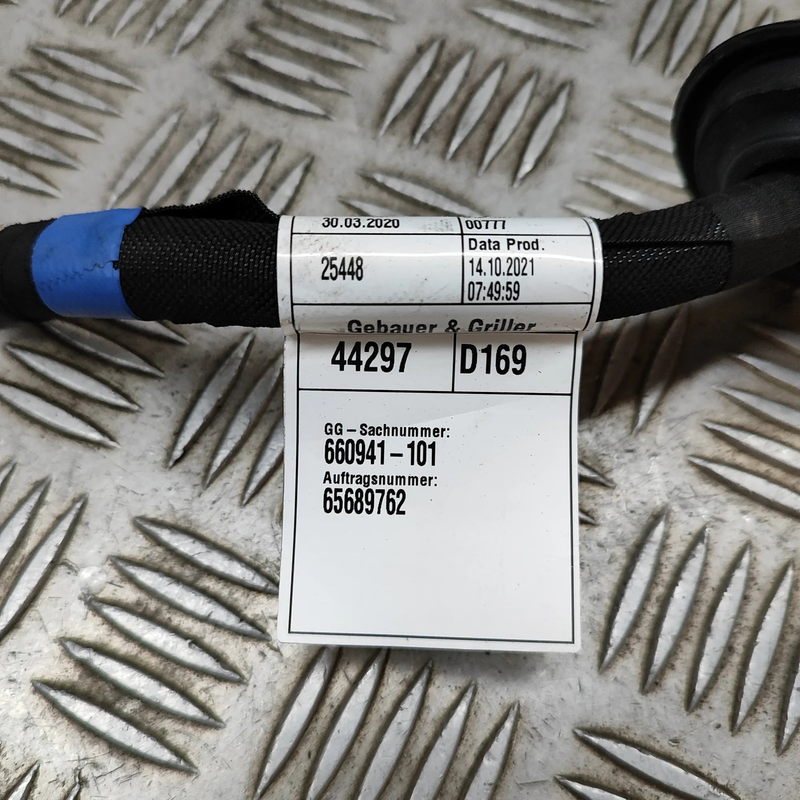 30.03.2020 00777
Data Prod.
25448 14.10.2021
07:49:59
Gebauer & Griller
44297 D169
GG-Sachnummer:
660941-101
Auftragsnummer:
65689762